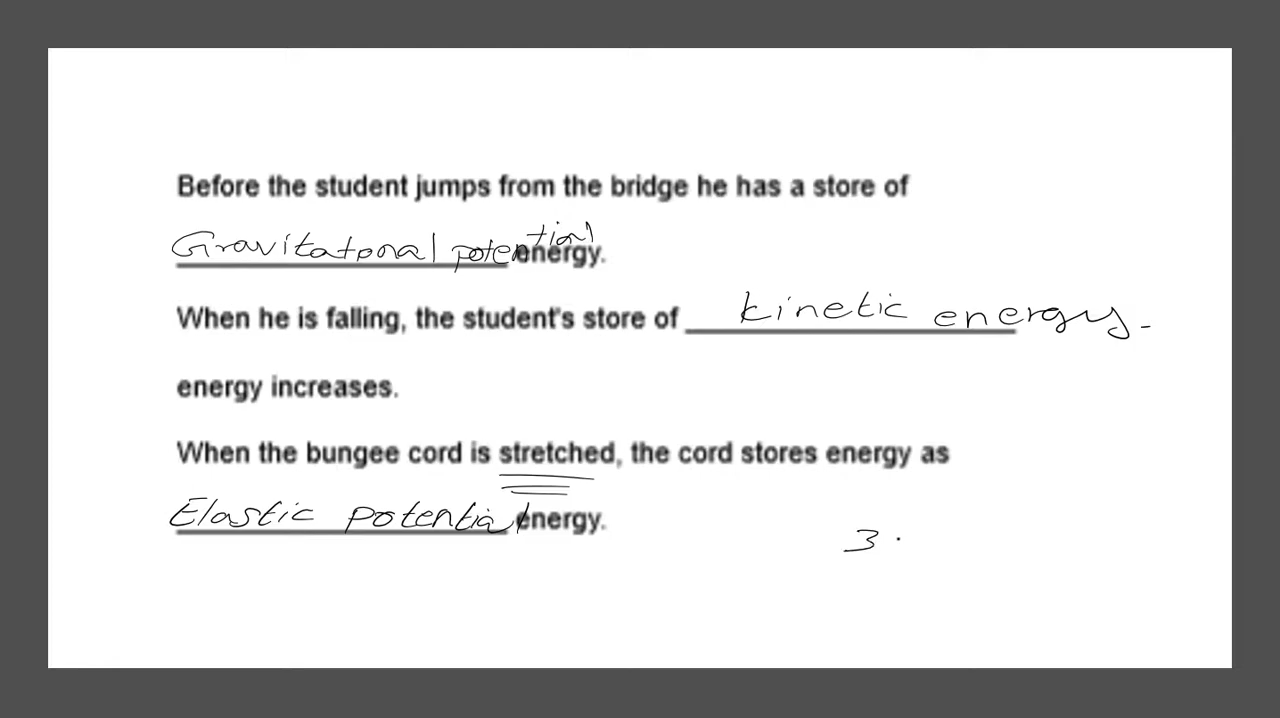 Before the student jumps from the bridge he has a store of
Gravitatonal potential energy.
When he is falling, the student's store of kinetic energy.
energy increases.
When the bungee cord is stretched, the cord stores energy as
Elastic potential energy.
3.